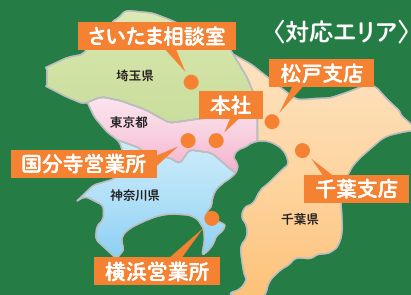 さいたま相談室
〈対応エリア〉
埼玉県
松戸支店
本社
東京都
国分寺営業所
千葉支店
神奈川県
千葉県
横浜営業所